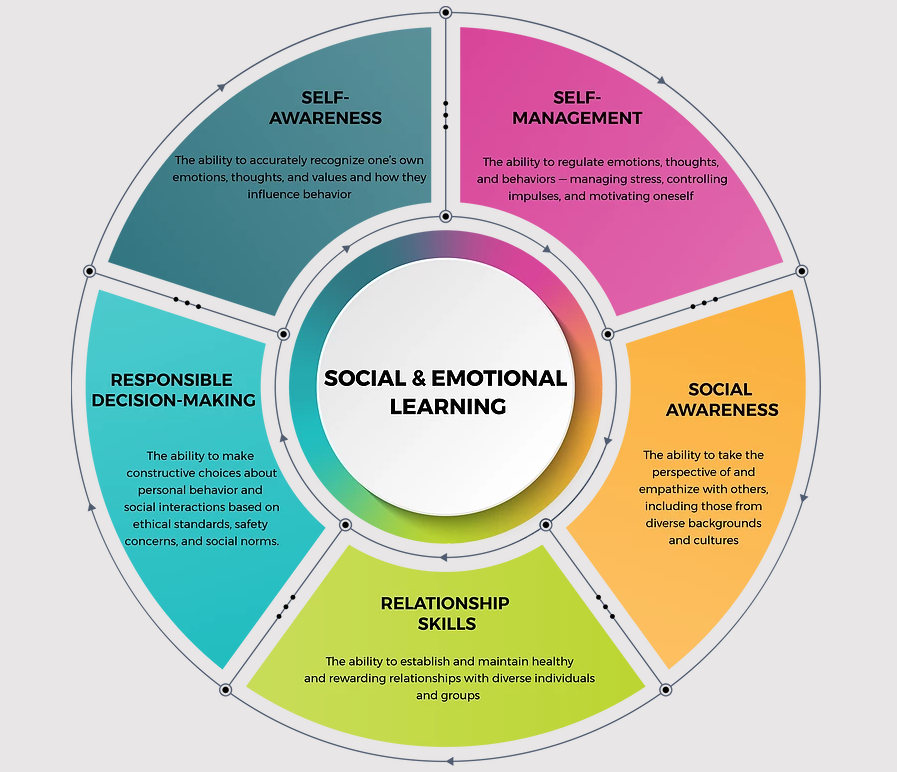 SELF-
AWARENESS
The ability to accurately recognize one's own
emotions, thoughts, and values and how they
influence behavior
SELF-
MANAGEMENT
The ability to regulate emotions, thoughts,
and behaviors — managing stress, controlling
impulses, and motivating oneself
SOCIAL & EMOTIONAL
LEARNING
SOCIAL
AWARENESS
The ability to take the
perspective of and
empathize with others,
including those from
diverse backgrounds
and cultures
RELATIONSHIP
SKILLS
The ability to establish and maintain healthy
and rewarding relationships with diverse individuals
and groups
RESPONSIBLE
DECISION-MAKING
The ability to make
constructive choices about
personal behavior and
social interactions based on
ethical standards, safety
concerns, and social norms.